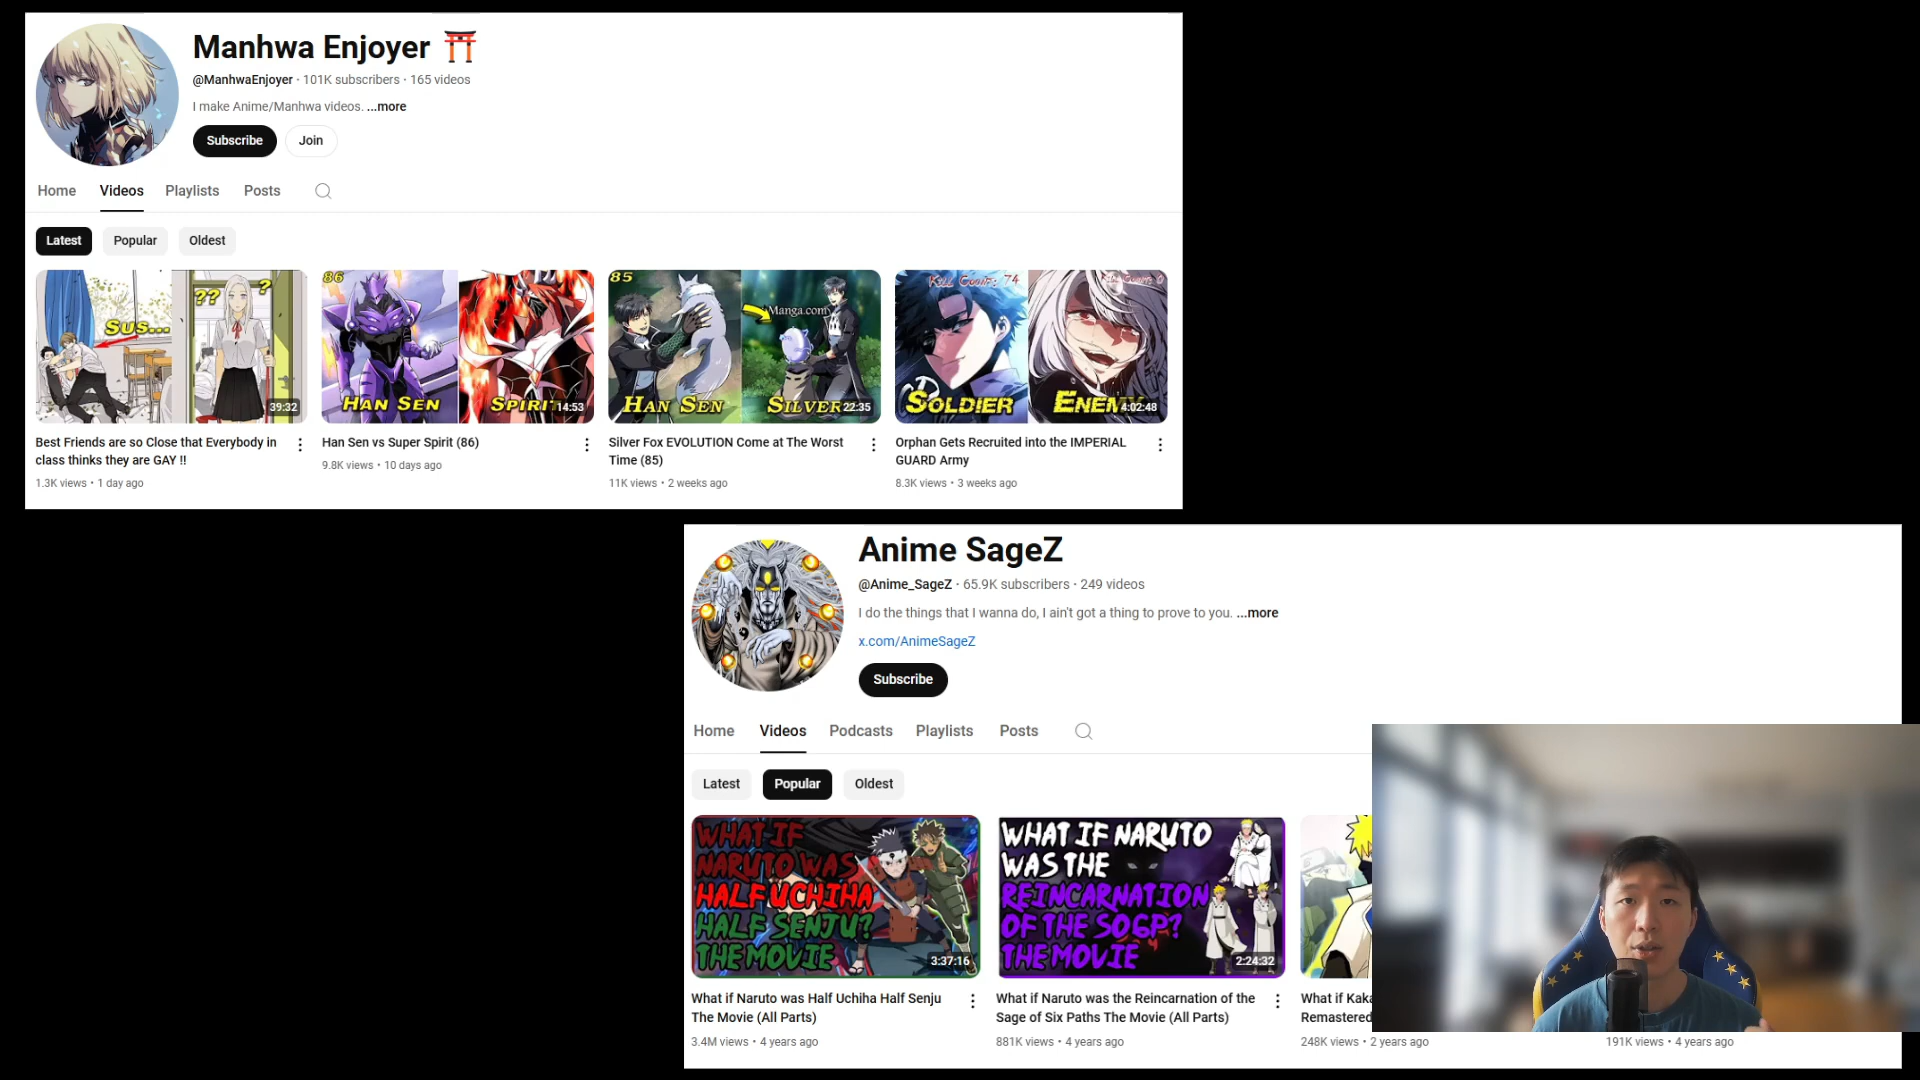 Manhwa Enjoyer ⛩️
@ManhwaEnjoyer · 101K subscribers · 165 videos
I make Anime/Manhwa videos. ...more
Subscribe Join
Home Videos Playlists Posts
Latest Popular Oldest
SUS...
?? ?
39:32
86
HAN SEN
14:53
85
Manga.com
HAN SEN
SILVER
22:35
KILL COUNT: 74
SOLDIER
4:02:48
Best Friends are so Close that Everybody in
class thinks they are GAY !!
1.3K views • 1 day ago
Han Sen vs Super Spirit (86)
9.8K views • 10 days ago
Silver Fox EVOLUTION Come at The Worst
Time (85)
11K views • 2 weeks ago
Orphan Gets Recruited into the IMPERIAL
GUARD Army
8.3K views • 3 weeks ago
Anime SageZ
@Anime_SageZ · 65.9K subscribers · 249 videos
I do the things that I wanna do, I ain't got a thing to prove to you. ...more
x.com/AnimeSageZ
Subscribe
Home Videos Podcasts Playlists Posts
Latest Popular Oldest
WHAT IF
NARUTO WAS
HALF UCHIHA
HALF SENJU?
THE MOVIE
3:37:16
WHAT IF NARUTO
WAS THE
REINCARNATION
OF THE SOGP?
THE MOVIE
2:24:32
What if Naruto was Half Uchiha Half Senju
The Movie (All Parts)
3.4M views • 4 years ago
What if Naruto was the Reincarnation of the
Sage of Six Paths The Movie (All Parts)
881K views • 4 years ago
What if Kaka
Remastered
248K views • 2 years ago
191K views • 4 years ago